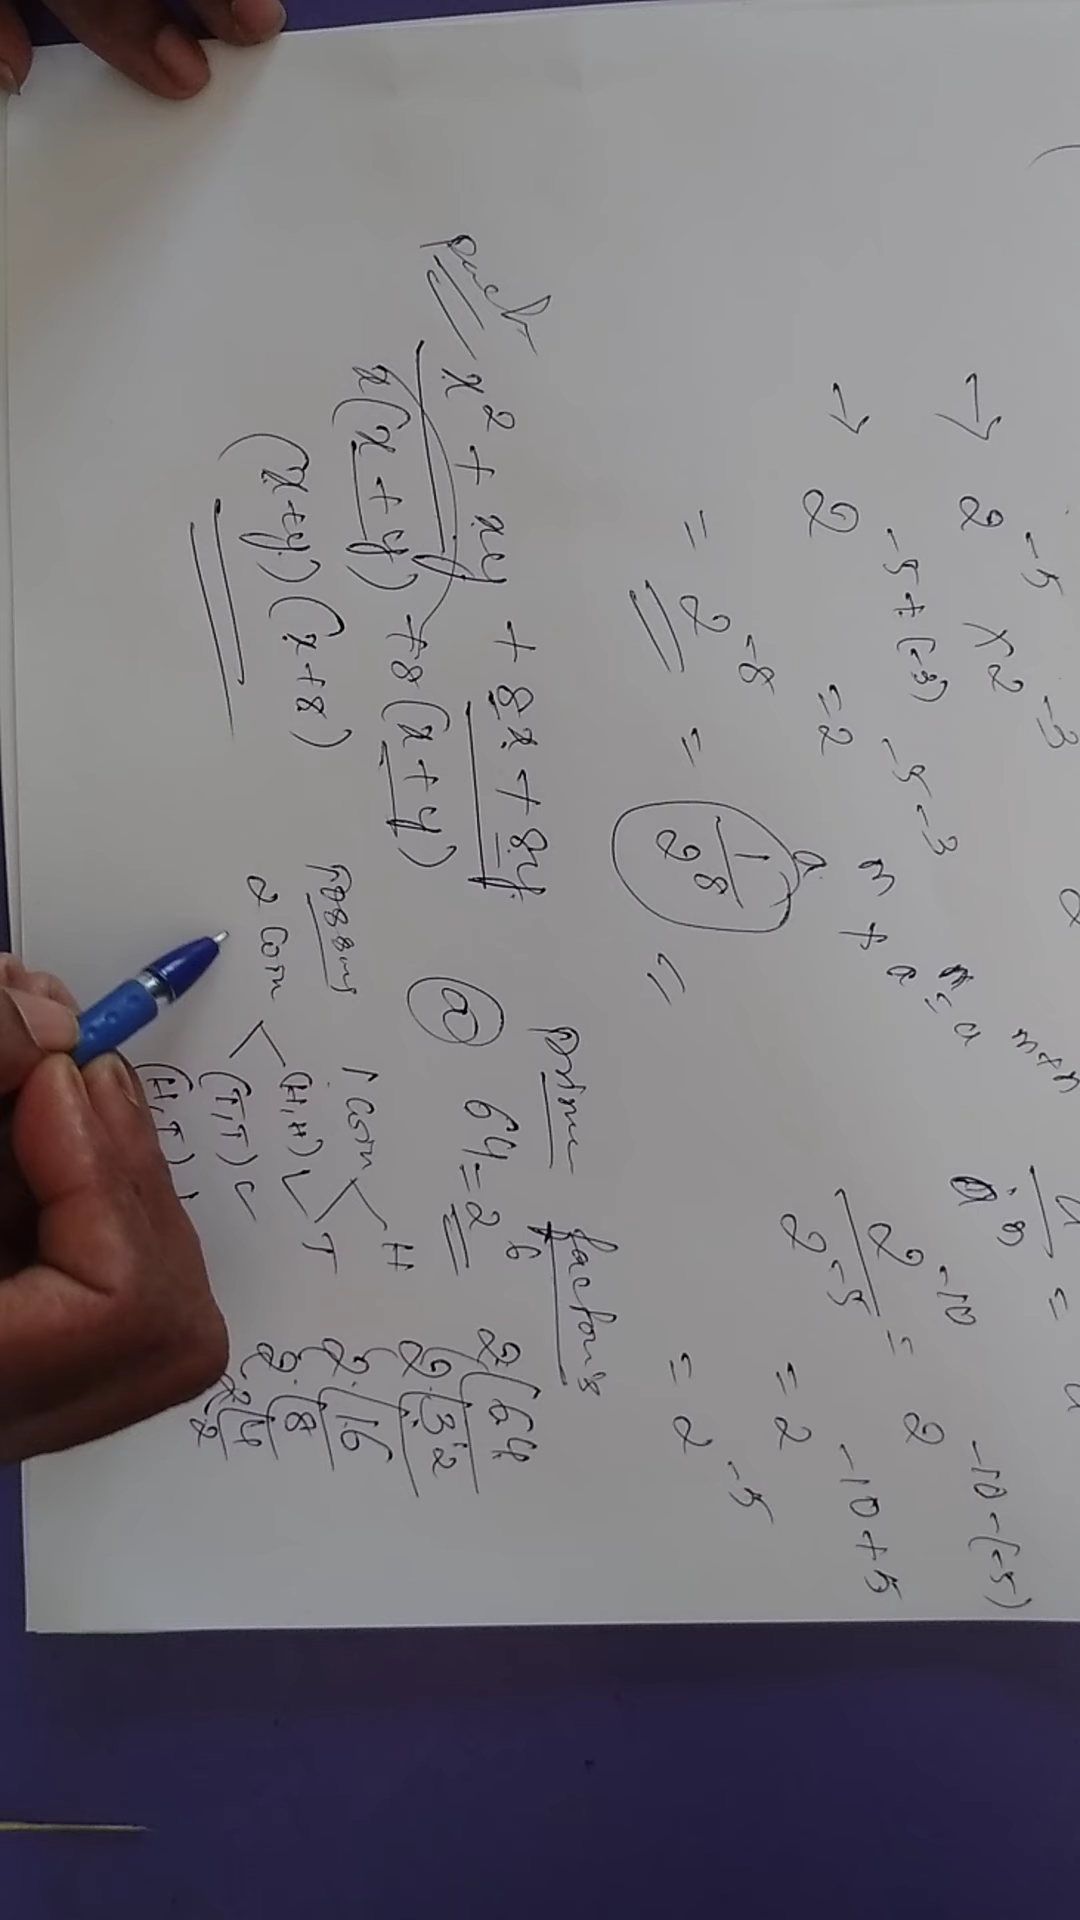 → 2^-5 × 2^-3
→ 2^-5+(-3) = 2^-5-3
= 2^-8 = 1/2^8 =
a^m × a^n = a^m+n
2^-10/2^-5 = 2^-10-(-5)
= 2^-10+5
= 2^-5
x² + xy + 8x + 8y
x(x+y) +8(x+y)
(x+y)(x+8)
prime factors
a 64 = 2^6
2 64
2 32
2 16
2 8
2 4
2
1 Coin < H
T
2 Coin < (H,H)
(T,T)
(H,T)